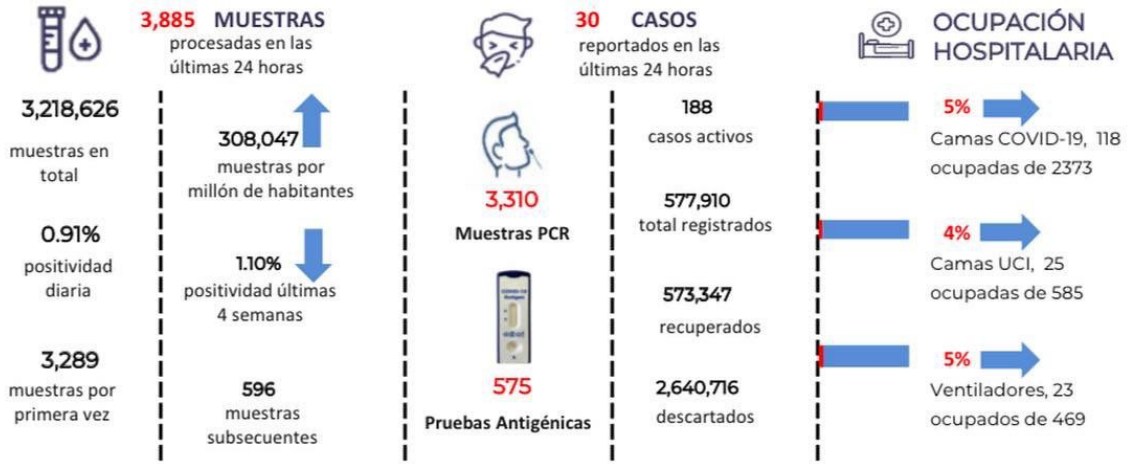 3,885 MUESTRAS
procesadas en las
últimas 24 horas
3,218,626
muestras en
total
0.91%
positividad
diaria
3,289
muestras por
primera vez
308,047
muestras por
millón de habitantes
1.10%
positividad últimas
4 semanas
596
muestras
subsecuentes
30 CASOS
reportados en las
últimas 24 horas
3,310
Muestras PCR
575
Pruebas Antigénicas
188
casos activos
577,910
total registrados
573,347
recuperados
2,640,716
descartados
OCUPACIÓN
HOSPITALARIA
5%
Camas COVID-19, 118
ocupadas de 2373
4%
Camas UCI, 25
ocupadas de 585
5%
Ventiladores, 23
ocupados de 469